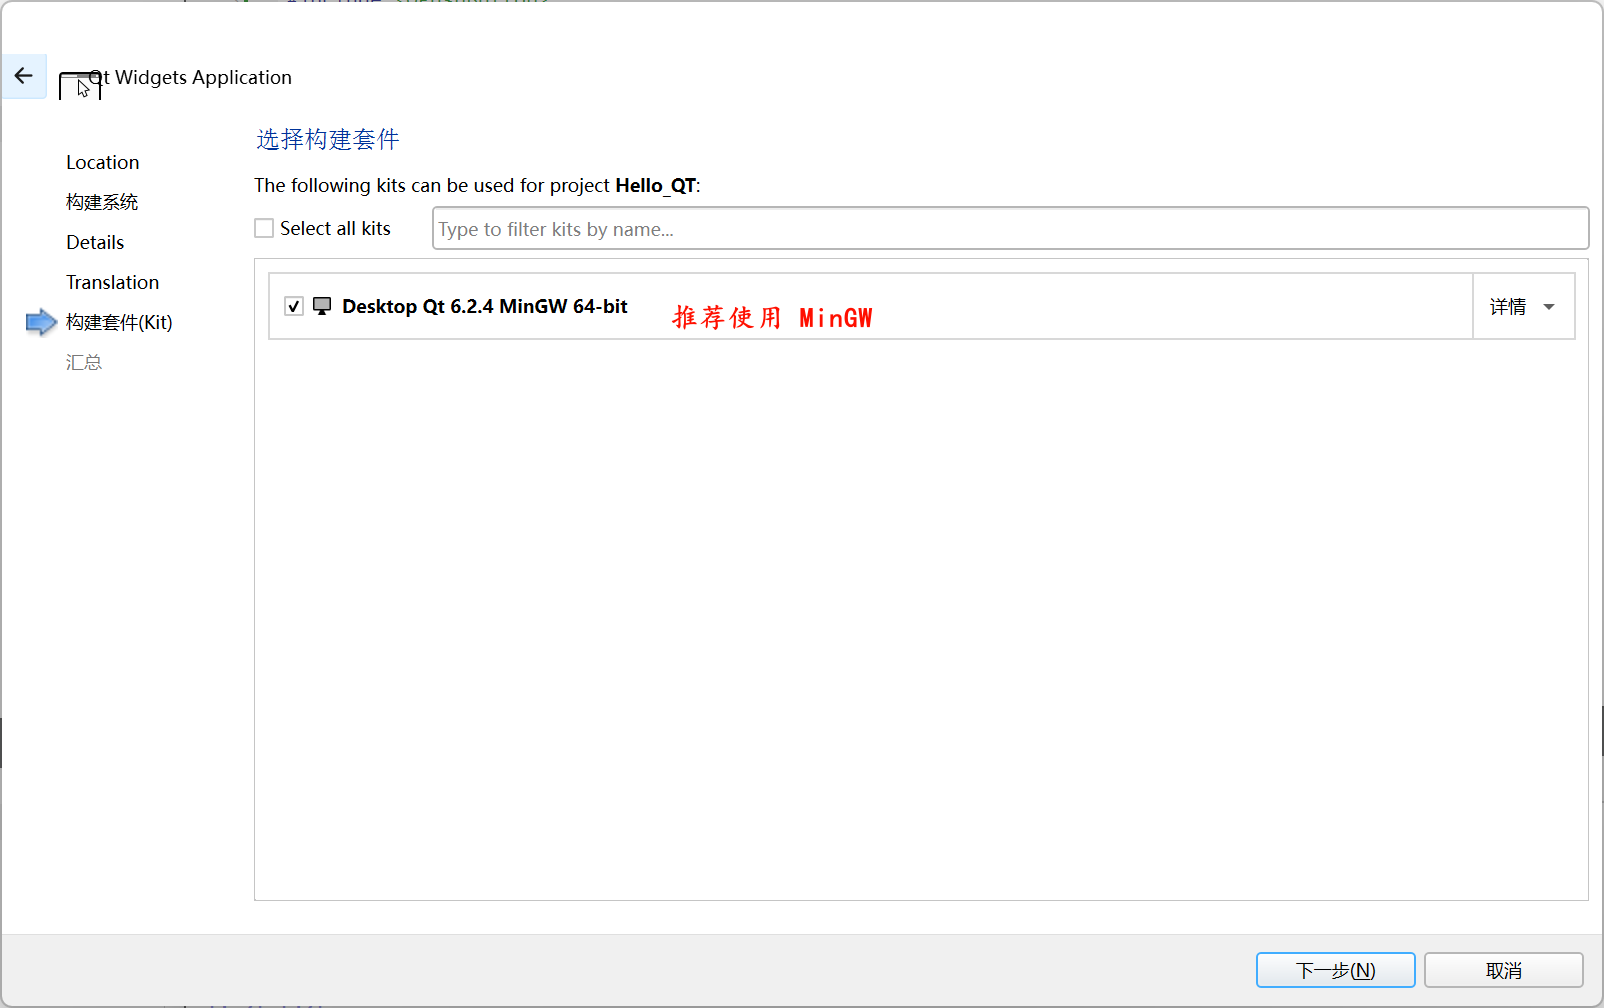 Qt Widgets Application
Location
构建系统
Details
Translation
构建套件(Kit)
汇总
选择构建套件
The following kits can be used for project Hello_QT:
Select all kits
Type to filter kits by name...
Desktop Qt 6.2.4 MinGW 64-bit
推荐使用 MinGW
详情
下一步(N)
取消